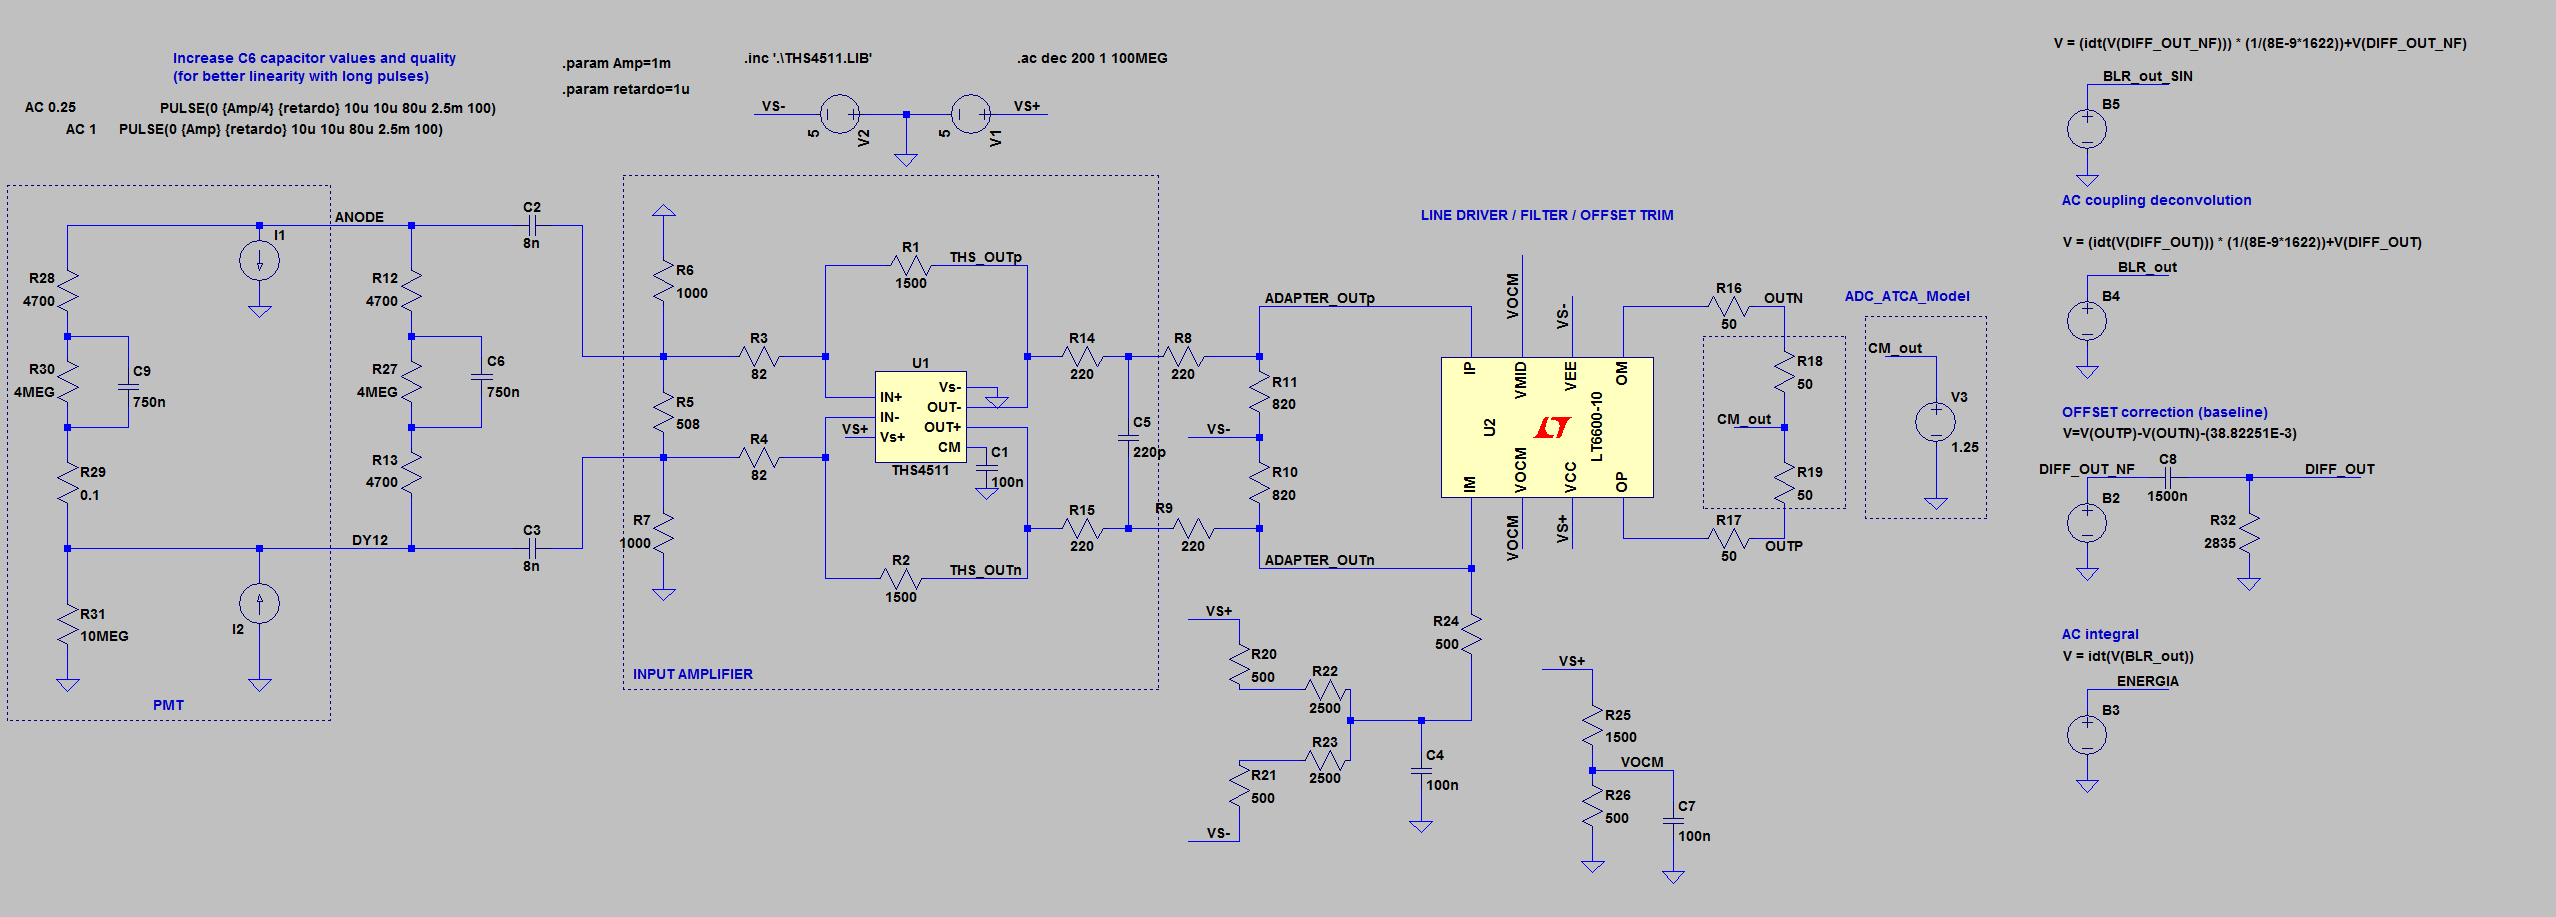 Increase C6 capacitor values and quality
(for better linearity with long pulses)
.param Amp=1m
.param retardo=1u
.inc '.\THS4511.LIB'
.ac dec 200 1 100MEG
AC 0.25
PULSE(0 {Amp/4} {retardo} 10u 10u 80u 2.5m 100)
AC 1
PULSE(0 {Amp} {retardo} 10u 10u 80u 2.5m 100)
VS-
5
V2
5
V1
VS+
V = (idt(V(DIFF_OUT_NF))) * (1/(8E-9*1622))+V(DIFF_OUT_NF)
BLR_out_SIN
B5
AC coupling deconvolution
V = (idt(V(DIFF_OUT))) * (1/(8E-9*1622))+V(DIFF_OUT)
BLR_out
B4
OFFSET correction (baseline)
V=V(OUTP)-V(OUTN)-(38.82251E-3)
DIFF_OUT_NF
C8
1500n
DIFF_OUT
B2
R32
2835
AC integral
V = idt(V(BLR_out))
ENERGIA
B3
ANODE
I1
R28
4700
R30
4MEG
C9
750n
R29
0.1
DY12
R31
10MEG
I2
PMT
R12
4700
R27
4MEG
C6
750n
R13
4700
C2
8n
C3
8n
R6
1000
R5
508
R7
1000
R3
82
R4
82
R1
1500
THS_OUTp
U1
IN+
IN-
Vs+
Vs-
OUT-
OUT+
CM
VS+
THS4511
C1
100n
R2
1500
THS_OUTn
INPUT AMPLIFIER
R14
220
R15
220
C5
220p
R8
220
R9
220
ADAPTER_OUTp
R11
820
VS-
R10
820
ADAPTER_OUTn
LINE DRIVER / FILTER / OFFSET TRIM
VOCM
VS-
IP
VMID
VEE
OM
U2
LT6600-10
IM
VOCM
VCC
OP
VOCM
VS+
R16
50
OUTN
R18
50
CM_out
R19
50
R17
50
OUTP
ADC_ATCA_Model
CM_out
V3
1.25
VS+
R20
500
R22
2500
R23
2500
R21
500
VS-
R24
500
C4
100n
VS+
R25
1500
VOCM
R26
500
C7
100n